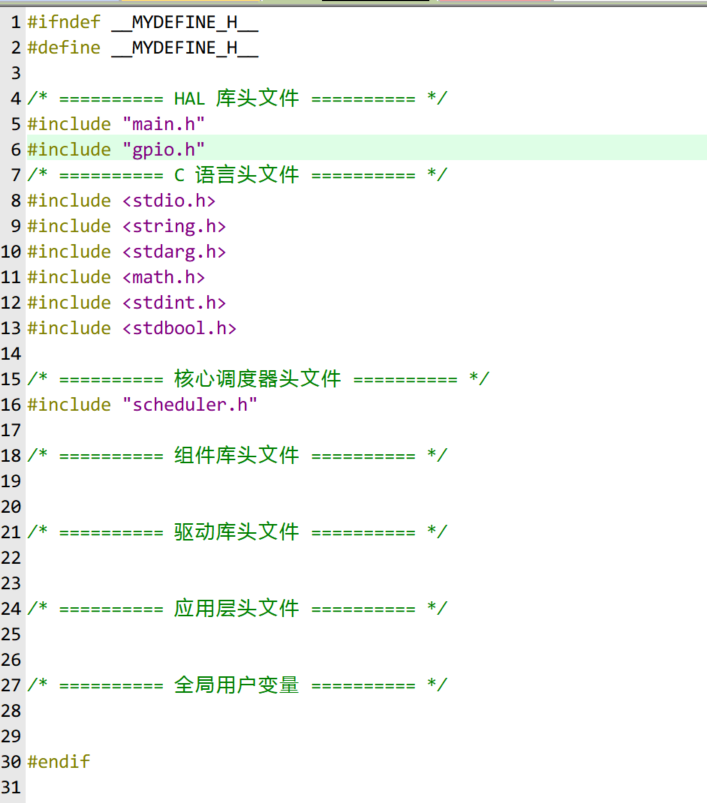 1 #ifndef __MYDEFINE_H__
2 #define __MYDEFINE_H__
3
4 /* ========== HAL 库头文件 ========== */
5 #include "main.h"
6 #include "gpio.h"
7 /* ========== C 语言头文件 ========== */
8 #include <stdio.h>
9 #include <string.h>
10 #include <stdarg.h>
11 #include <math.h>
12 #include <stdint.h>
13 #include <stdbool.h>
14
15 /* ========== 核心调度器头文件 ========== */
16 #include "scheduler.h"
17
18 /* ========== 组件库头文件 ========== */
19
20
21 /* ========== 驱动库头文件 ========== */
22
23
24 /* ========== 应用层头文件 ========== */
25
26
27 /* ========== 全局用户变量 ========== */
28
29
30 #endif
31